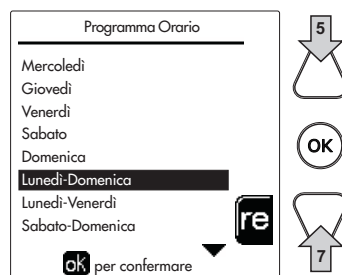 Programma Orario
5
Mercoledì
Giovedì
Venerdì
Sabato
Domenica
Lunedì-Domenica
Lunedì-Venerdì
Sabato-Domenica
re
OK
ok per confermare
7